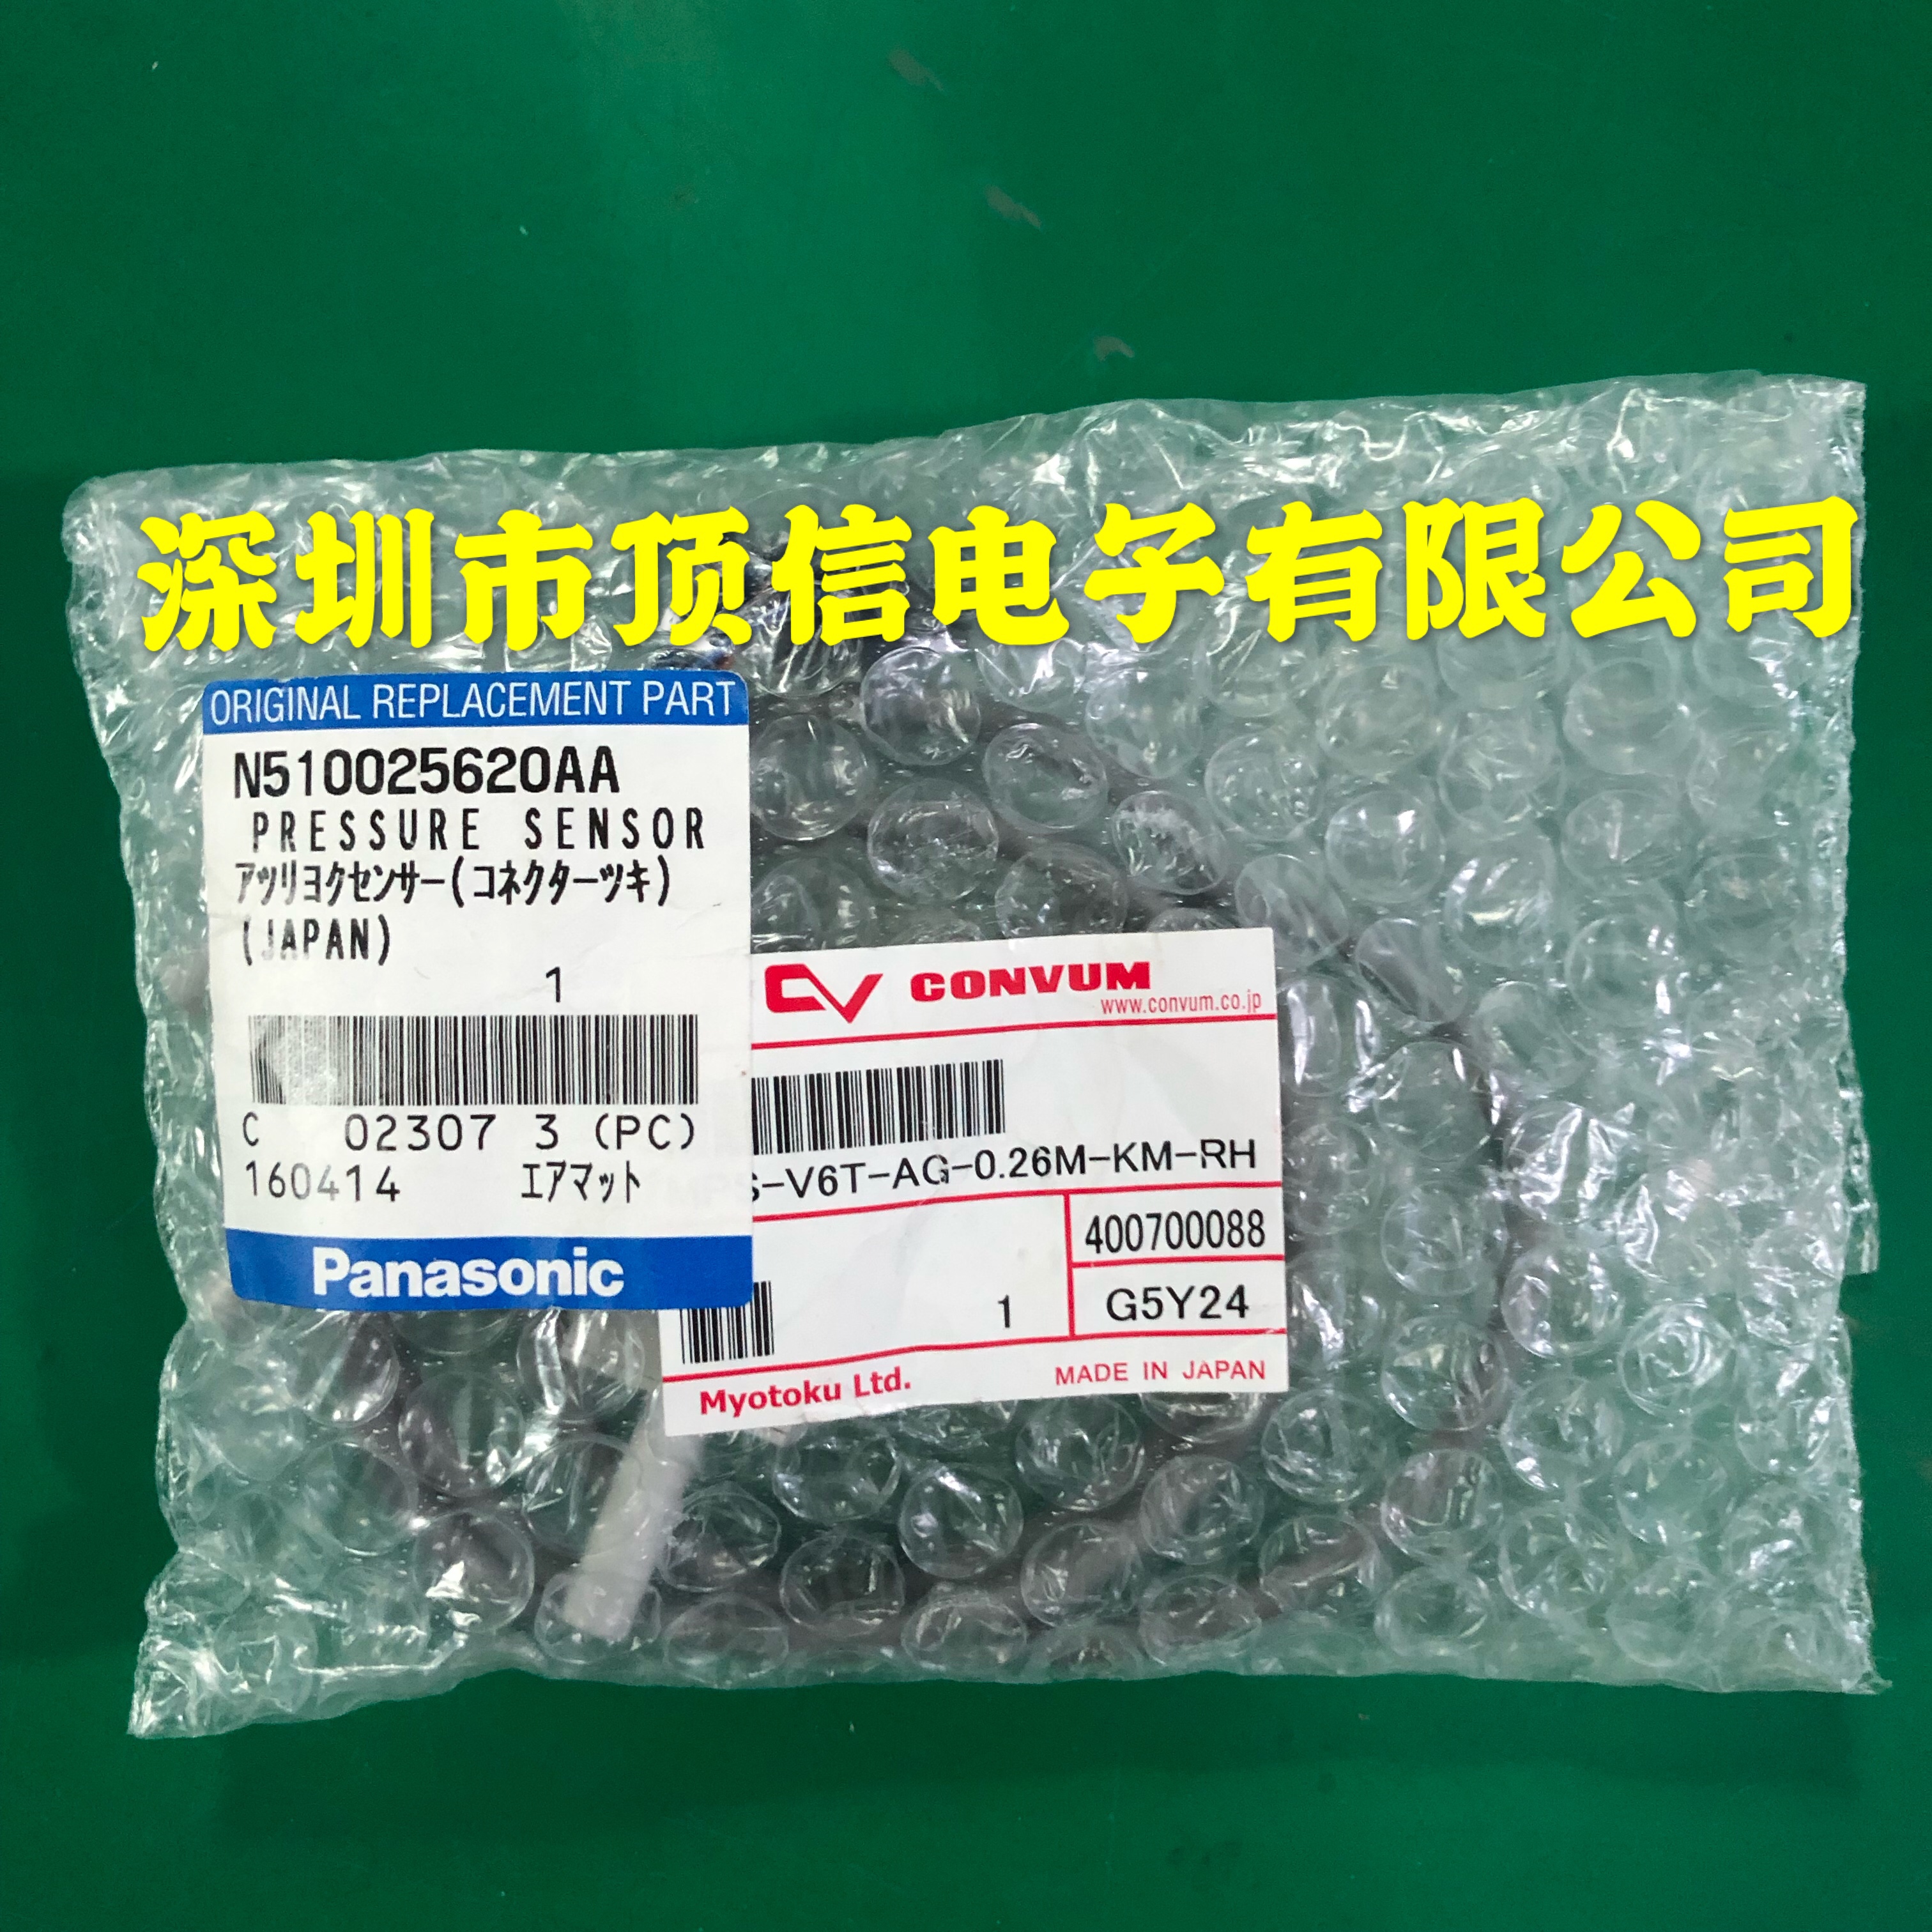 深圳市顶信电子有限公司
ORIGINAL REPLACEMENT PART
N510025620AA
PRESSURE SENSOR
アツリヨクセンサー(コネクターツキ)
(JAPAN)
1
C 02307 3 (PC)
160414 エアマット
Panasonic
CV CONVUM
www.convum.co.jp
-V6T-AG-0.26M-KM-RH
400700088
1
G5Y24
Myotoku Ltd.
MADE IN JAPAN